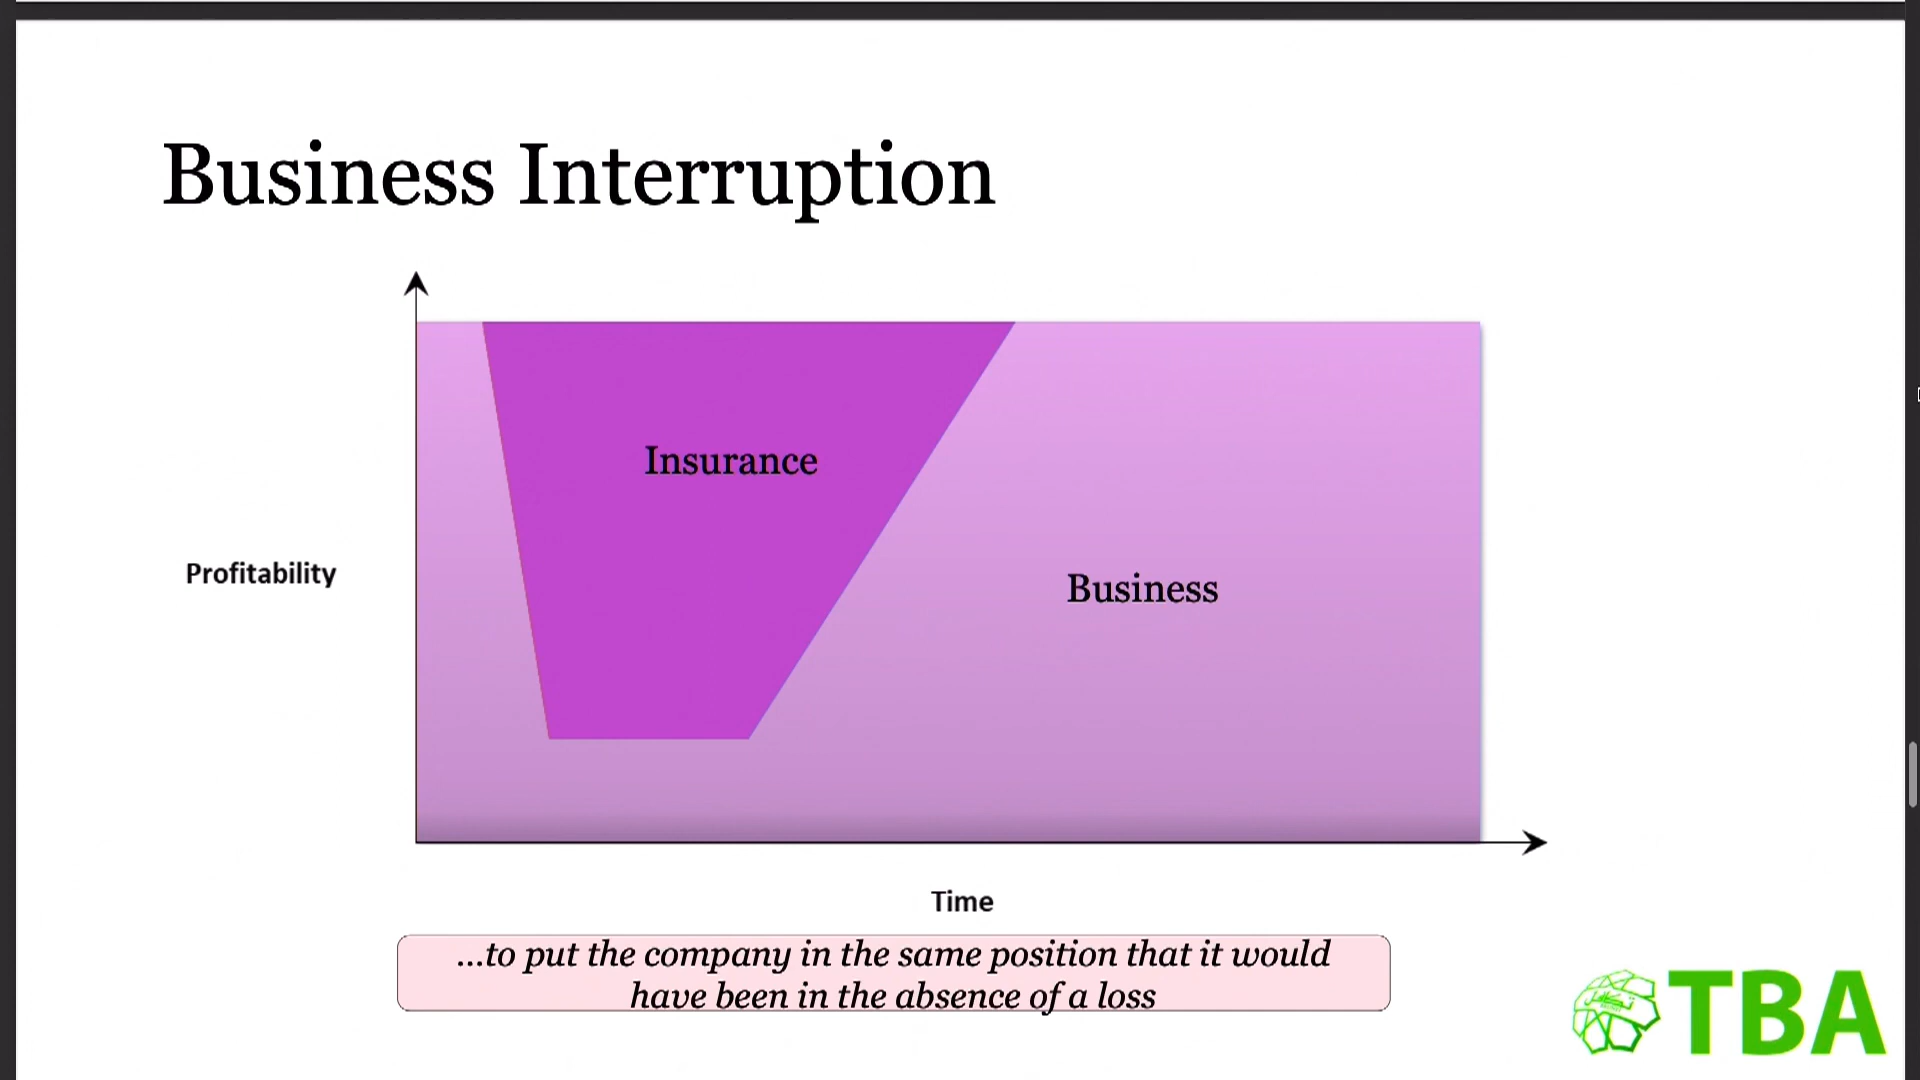 Business Interruption
Insurance
Profitability
Business
Time
...to put the company in the same position that it would
have been in the absence of a loss
تكافل
TBA